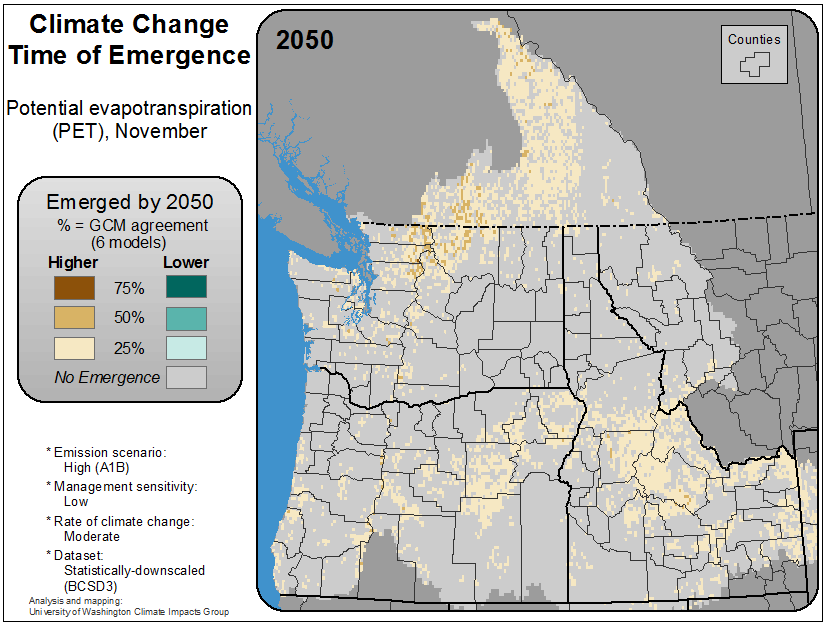 Climate Change
Time of Emergence
Potential evapotranspiration
(PET), November
Emerged by 2050
% = GCM agreement
(6 models)
Higher Lower
75%
50%
25%
No Emergence
* Emission scenario:
High (A1B)
* Management sensitivity:
Low
* Rate of climate change:
Moderate
* Dataset:
Statistically-downscaled
(BCSD3)
Analysis and mapping:
University of Washington Climate Impacts Group
2050
Counties